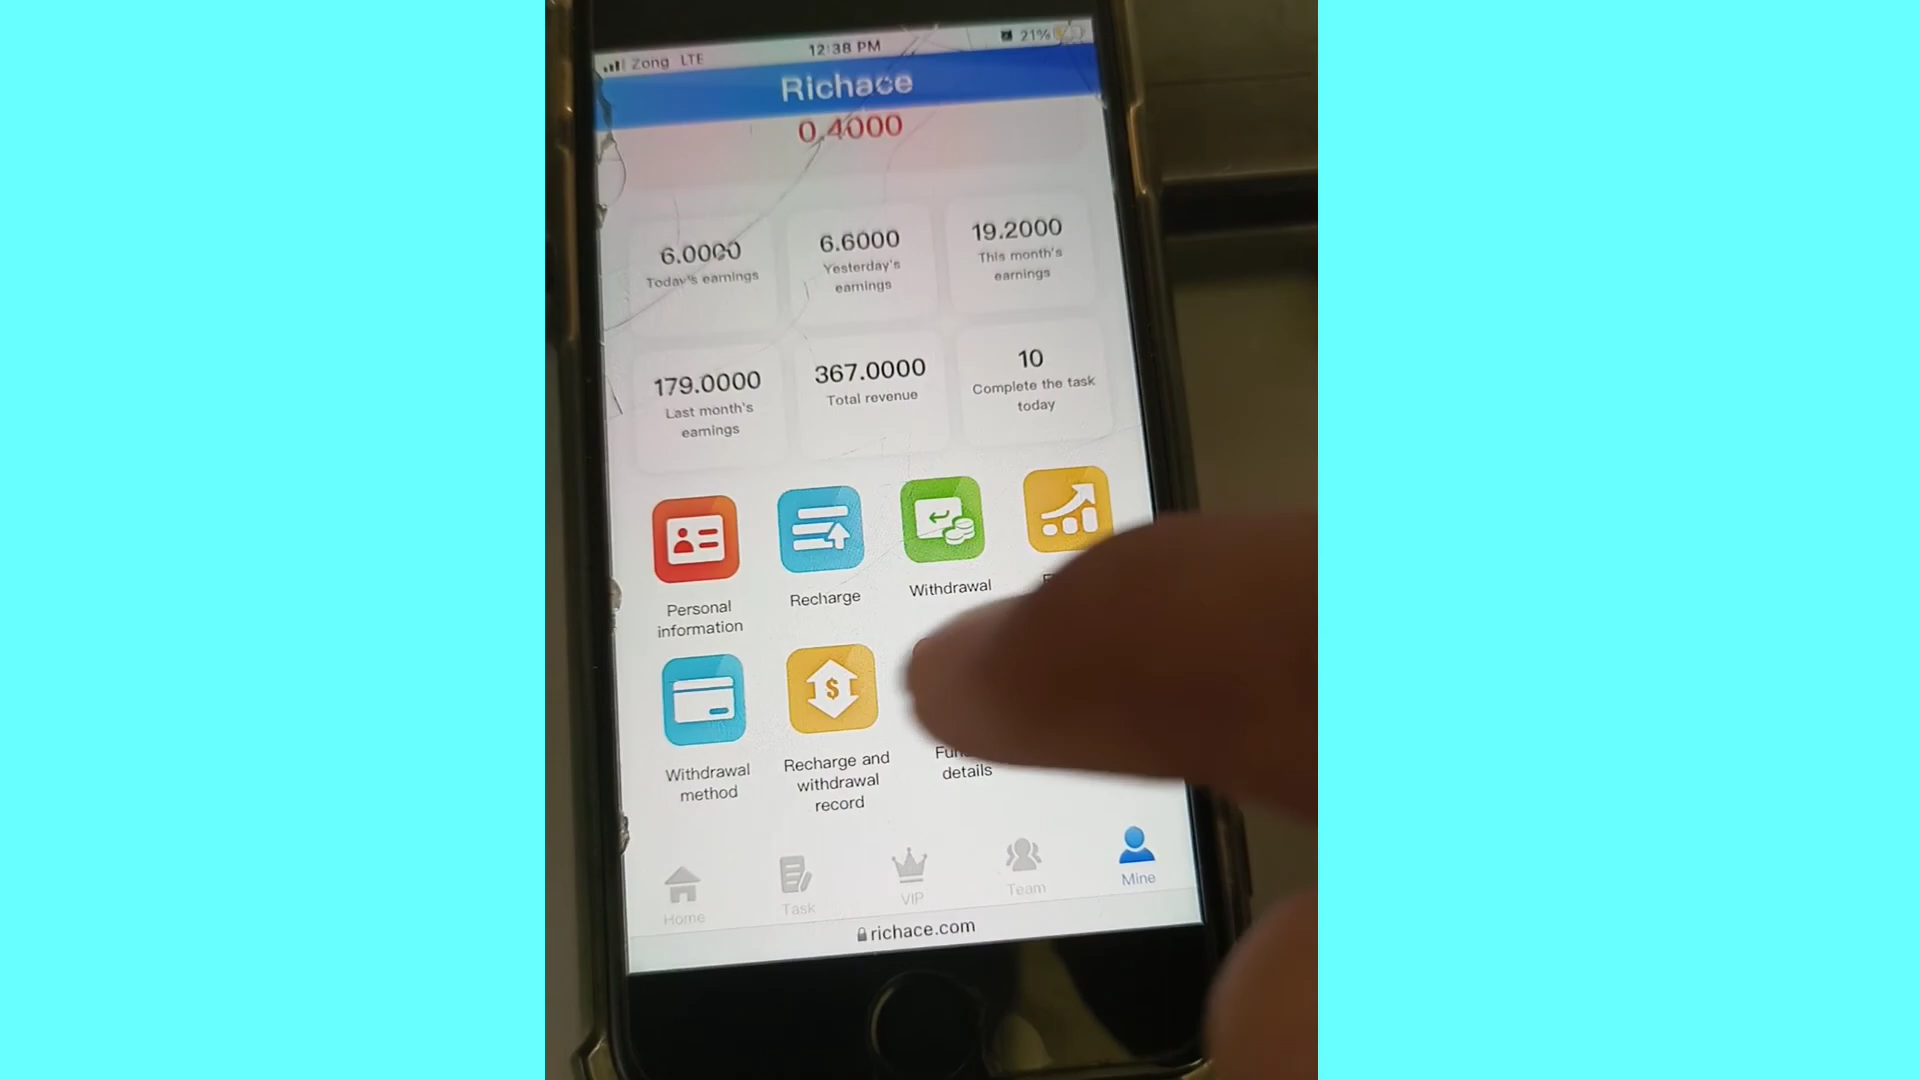 Zong LTE 12:38 PM 21%
Richace
0.4000
6.0000
Today's earnings
6.6000
Yesterday's
earnings
19.2000
This month's
earnings
179.0000
Last month's
earnings
367.0000
Total revenue
10
Complete the task
today
Personal
information
Recharge
Withdrawal
Withdrawal
method
Recharge and
withdrawal
record
details
Home
Task
VIP
Team
Mine
richace.com